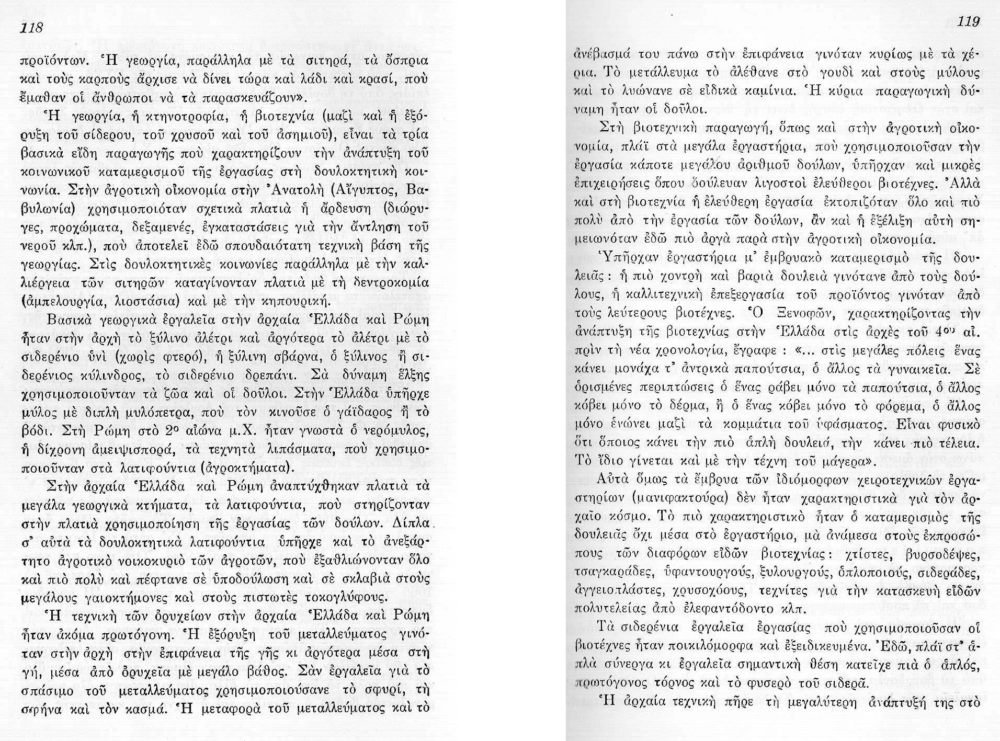 118
προϊόντων. Ἡ γεωργία, παράλληλα μὲ τὰ σιτηρά, τὰ ὄσπρια
καὶ τοὺς καρποὺς ἄρχισε νὰ δίνει τώρα καὶ λάδι καὶ κρασί, ποὺ
ἔμαθαν οἱ ἄνθρωποι νὰ τὰ παρασκευάζουν».
Ἡ γεωργία, ἡ κτηνοτροφία, ἡ βιοτεχνία (μαζὶ καὶ ἡ ἐξό-
ρυξη τοῦ σίδερου, τοῦ χρυσοῦ καὶ τοῦ ἀσημιοῦ), εἶναι τὰ τρία
βασικὰ εἴδη παραγωγῆς ποὺ χαρακτηρίζουν τὴν ἀνάπτυξη τοῦ
κοινωνικοῦ καταμερισμοῦ τῆς ἐργασίας στὴ δουλοκτητικὴ κοι-
νωνία. Στὴν ἀγροτικὴ οἰκονομία στὴν Ἀνατολὴ (Αἴγυπτος, Βα-
βυλωνία) χρησιμοποιόταν σχετικὰ πλατιὰ ἡ ἄρδευση (διώρυ-
γες, προχώματα, δεξαμενές, ἐγκαταστάσεις γιὰ τὴν ἄντληση τοῦ
νεροῦ κλπ.), ποὺ ἀποτελεῖ ἐδῶ σπουδαιότατη τεχνικὴ βάση τῆς
γεωργίας. Στὶς δουλοκτητικὲς κοινωνίες παράλληλα μὲ τὴν καλ-
λιέργεια τῶν σιτηρῶν καταγίνονταν πλατιὰ μὲ τὴ δεντροκομία
(ἀμπελουργία, λιοστάσια) καὶ μὲ τὴν κηπουρική.
Βασικὰ γεωργικὰ ἐργαλεῖα στὴν ἀρχαία Ἑλλάδα καὶ Ρώμη
ἦταν στὴν ἀρχὴ τὸ ξύλινο ἀλέτρι καὶ ἀργότερα τὸ ἀλέτρι μὲ τὸ
σιδερένιο ὑνὶ (χωρὶς φτερό), ἡ ξύλινη σβάρνα, ὁ ξύλινος ἢ σι-
δερένιος κύλινδρος, τὸ σιδερένιο δρεπάνι. Σὰ δύναμη ἕλξης
χρησιμοποιοῦνταν τὰ ζῶα καὶ οἱ δοῦλοι. Στὴν Ἑλλάδα ὑπῆρχε
μύλος μὲ διπλὴ μυλόπετρα, ποὺ τὸν κινοῦσε ὁ γάϊδαρος ἢ τὸ
βόδι. Στὴ Ρώμη στὸ 2ο αἰώνα μ.Χ. ἦταν γνωστὰ ὁ νερόμυλος,
ἡ δίχρονη ἀμειψισπορά, τὰ τεχνητὰ λιπάσματα, ποὺ χρησιμο-
ποιοῦνταν στὰ λατιφούντια (ἀγροκτήματα).
Στὴν ἀρχαία Ἑλλάδα καὶ Ρώμη ἀναπτύχθηκαν πλατιὰ τὰ
μεγάλα γεωργικὰ κτήματα, τὰ λατιφούντια, ποὺ στηρίζονταν
στὴν πλατιὰ χρησιμοποίηση τῆς ἐργασίας τῶν δούλων. Δίπλα
σ' αὐτὰ τὰ δουλοκτητικὰ λατιφούντια ὑπῆρχε καὶ τὸ ἀνεξάρ-
τητο ἀγροτικὸ νοικοκυριὸ τῶν ἀγροτῶν, ποὺ ἐξαθλιώνονταν ὅλο
καὶ πιὸ πολὺ καὶ πέφτανε σὲ ὑποδούλωση καὶ σὲ σκλαβιὰ στοὺς
μεγάλους γαιοκτήμονες καὶ στοὺς πιστωτὲς τοκογλύφους.
Ἡ τεχνικὴ τῶν ὀρυχείων στὴν ἀρχαία Ἑλλάδα καὶ Ρώμη
ἦταν ἀκόμα πρωτόγονη. Ἡ ἐξόρυξη τοῦ μεταλλεύματος γινό-
ταν στὴν ἀρχὴ στὴν ἐπιφάνεια τῆς γῆς κι ἀργότερα μέσα στὴ
γή, μέσα ἀπὸ ὀρυχεῖα μὲ μεγάλο βάθος. Σὰν ἐργαλεῖα γιὰ τὸ
σπάσιμο τοῦ μεταλλεύματος χρησιμοποιούσανε τὸ σφυρί, τὴ
σφήνα καὶ τὸν κασμά. Ἡ μεταφορὰ τοῦ μεταλλεύματος καὶ τὸ
119
ἀνέβασμά του πάνω στὴν ἐπιφάνεια γινόταν κυρίως μὲ τὰ χέ-
ρια. Τὸ μετάλλευμα τὸ ἀλέθανε στὸ γουδὶ καὶ στοὺς μύλους
καὶ τὸ λυώνανε σὲ εἰδικὰ καμίνια. Ἡ κύρια παραγωγικὴ δύ-
ναμη ἦταν οἱ δοῦλοι.
Στὴ βιοτεχνικὴ παραγωγή, ὅπως καὶ στὴν ἀγροτικὴ οἰκο-
νομία, πλάϊ στὰ μεγάλα ἐργαστήρια, ποὺ χρησιμοποιοῦσαν τὴν
ἐργασία κάποτε μεγάλου ἀριθμοῦ δούλων, ὑπῆρχαν καὶ μικρὲς
ἐπιχειρήσεις ὅπου δούλευαν λιγοστοὶ ἐλεύθεροι βιοτέχνες. Ἀλλὰ
καὶ στὴ βιοτεχνία ἡ ἐλεύθερη ἐργασία ἐκτοπιζόταν ὅλο καὶ πιὸ
πολὺ ἀπὸ τὴν ἐργασία τῶν δούλων, ἂν καὶ ἡ ἐξέλιξη αὐτὴ ση-
μειωνόταν ἐδῶ πιὸ ἀργὰ παρὰ στὴν ἀγροτικὴ οἰκονομία.
Ὑπῆρχαν ἐργαστήρια μ' ἐμβρυακὸ καταμερισμὸ τῆς δου-
λειᾶς : ἡ πιὸ χοντρὴ καὶ βαριὰ δουλειὰ γινότανε ἀπὸ τοὺς δού-
λους, ἡ καλλιτεχνικὴ ἐπεξεργασία τοῦ προϊόντος γινόταν ἀπὸ
τοὺς λεύτερους βιοτέχνες. Ὁ Ξενοφῶν, χαρακτηρίζοντας τὴν
ἀνάπτυξη τῆς βιοτεχνίας στὴν Ἑλλάδα στὶς ἀρχὲς τοῦ 4ου αἰ.
πρὶν τὴ νέα χρονολογία, ἔγραφε : «... στὶς μεγάλες πόλεις ἕνας
κάνει μονάχα τ' ἀντρικὰ παπούτσια, ὁ ἄλλος τὰ γυναικεῖα. Σὲ
ὁρισμένες περιπτώσεις ὁ ἕνας ράβει μόνο τὰ παπούτσια, ὁ ἄλλος
κόβει μόνο τὸ δέρμα, ἢ ὁ ἕνας κόβει μόνο τὸ φόρεμα, ὁ ἄλλος
μόνο ἑνώνει μαζὶ τὰ κομμάτια τοῦ ὑφάσματος. Εἶναι φυσικὸ
ὅτι ὅποιος κάνει τὴν πιὸ ἁπλὴ δουλειά, τὴν κάνει πιὸ τέλεια.
Τὸ ἴδιο γίνεται καὶ μὲ τὴν τέχνη τοῦ μάγερα».
Αὐτὰ ὅμως τὰ ἔμβρυα τῶν ἰδιόμορφων χειροτεχνικῶν ἐργα-
στηρίων (μανιφακτούρα) δὲν ἦταν χαρακτηριστικὰ γιὰ τὸν ἀρ-
χαῖο κόσμο. Τὸ πιὸ χαρακτηριστικὸ ἦταν ὁ καταμερισμὸς τῆς
δουλειᾶς ὄχι μέσα στὸ ἐργαστήριο, μὰ ἀνάμεσα στοὺς ἐκπροσώ-
πους τῶν διαφόρων εἰδῶν βιοτεχνίας : χτίστες, βυρσοδέψες,
τσαγκαράδες, ὑφαντουργούς, ξυλουργούς, ὁπλοποιούς, σιδεράδες,
ἀγγειοπλάστες, χρυσοχόους, τεχνίτες γιὰ τὴν κατασκευὴ εἰδῶν
πολυτελείας ἀπὸ ἐλεφαντόδοντο κλπ.
Τὰ σιδερένια ἐργαλεῖα ἐργασίας ποὺ χρησιμοποιοῦσαν οἱ
βιοτέχνες ἦταν ποικιλόμορφα καὶ ἐξειδικευμένα. Ἐδῶ, πλάϊ στ' ἁ-
πλὰ σύνεργα κι ἐργαλεῖα σημαντικὴ θέση κατεῖχε πιὰ ὁ ἁπλός,
πρωτόγονος τόρνος καὶ τὸ φυσερὸ τοῦ σιδερᾶ.
Ἡ ἀρχαία τεχνικὴ πῆρε τὴ μεγαλύτερη ἀνάπτυξή της στὸ